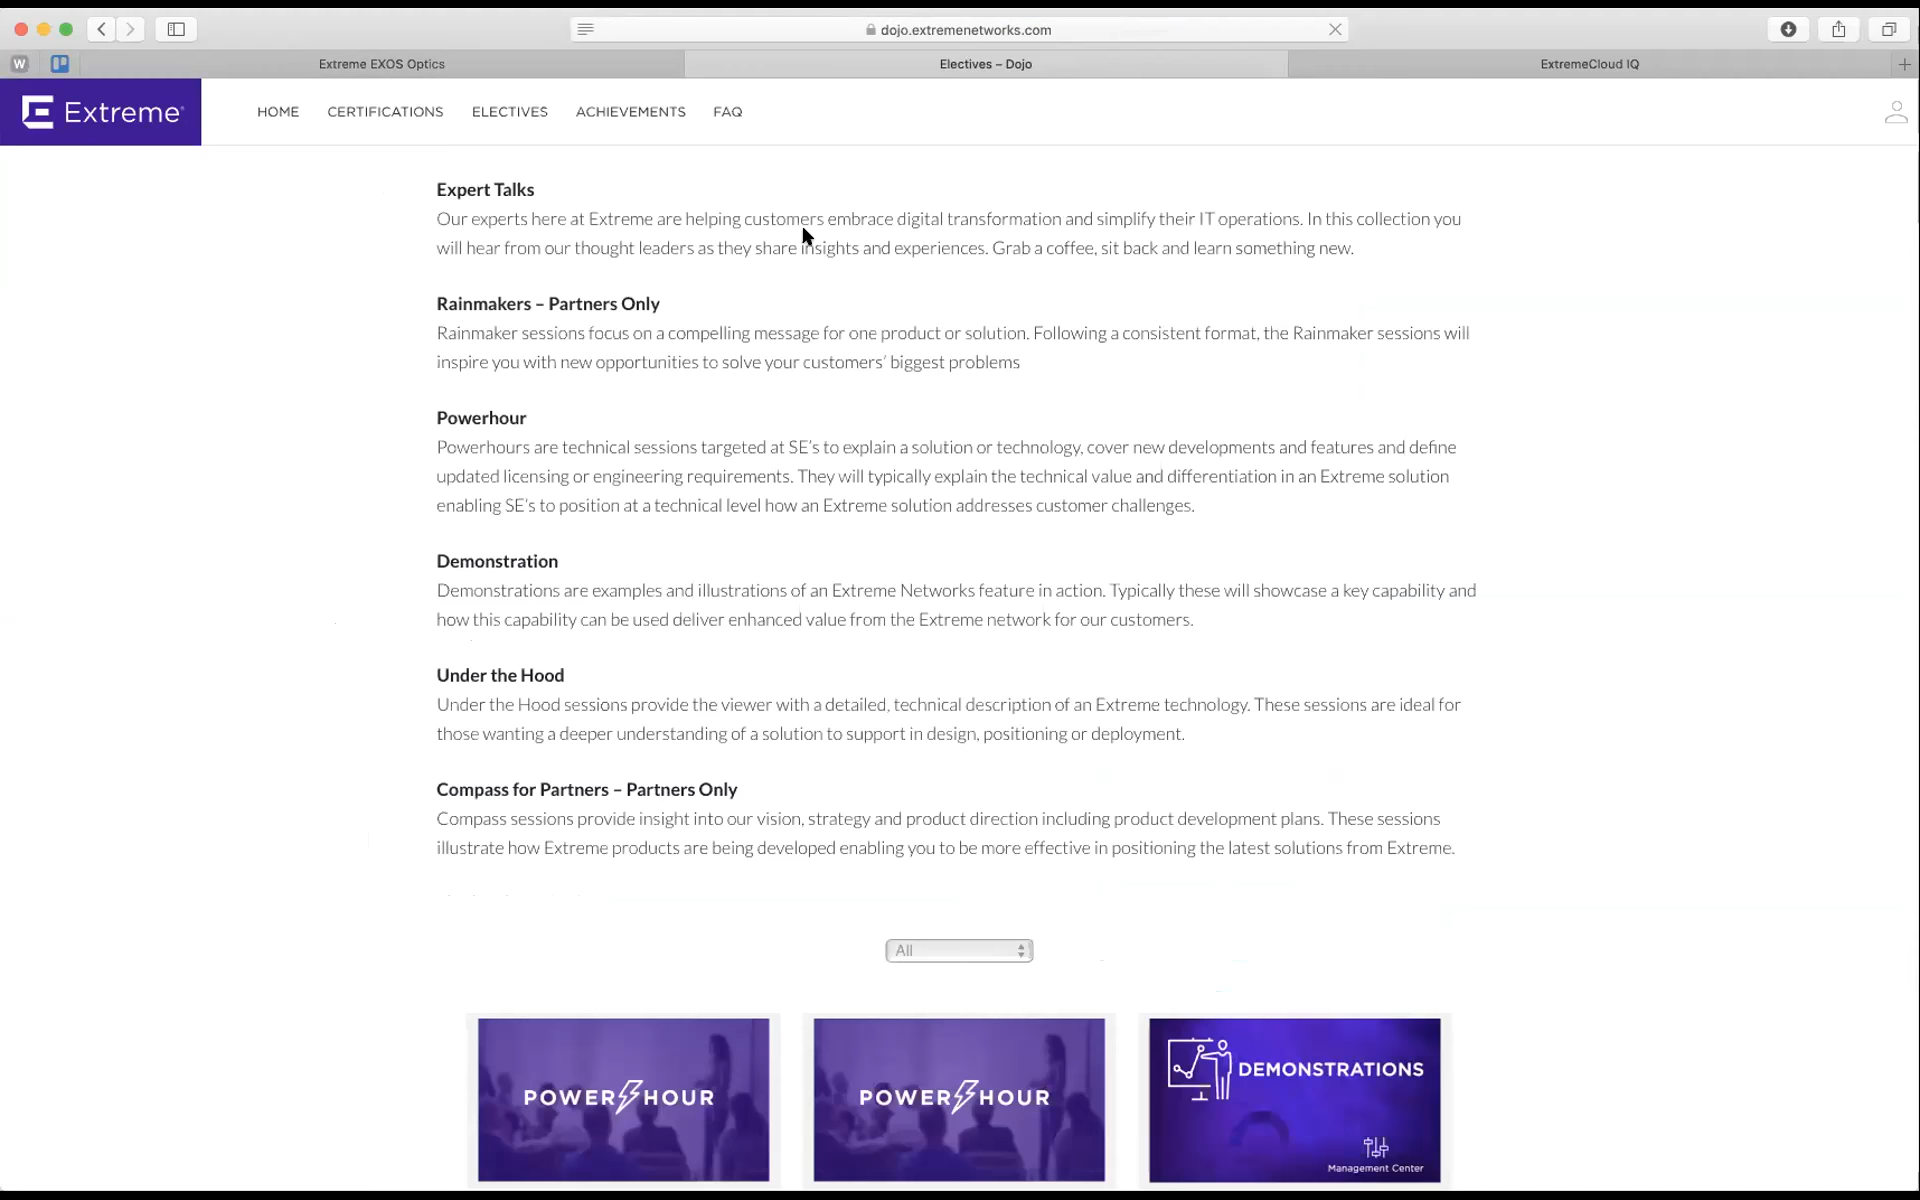 dojo.extremenetworks.com
W
Extreme EXOS Optics
Electives – Dojo
ExtremeCloud IQ
Extreme
HOME
CERTIFICATIONS
ELECTIVES
ACHIEVEMENTS
FAQ
Expert Talks
Our experts here at Extreme are helping customers embrace digital transformation and simplify their IT operations. In this collection you
will hear from our thought leaders as they share insights and experiences. Grab a coffee, sit back and learn something new.
Rainmakers – Partners Only
Rainmaker sessions focus on a compelling message for one product or solution. Following a consistent format, the Rainmaker sessions will
inspire you with new opportunities to solve your customers’ biggest problems
Powerhour
Powerhours are technical sessions targeted at SE’s to explain a solution or technology, cover new developments and features and define
updated licensing or engineering requirements. They will typically explain the technical value and differentiation in an Extreme solution
enabling SE’s to position at a technical level how an Extreme solution addresses customer challenges.
Demonstration
Demonstrations are examples and illustrations of an Extreme Networks feature in action. Typically these will showcase a key capability and
how this capability can be used deliver enhanced value from the Extreme network for our customers.
Under the Hood
Under the Hood sessions provide the viewer with a detailed, technical description of an Extreme technology. These sessions are ideal for
those wanting a deeper understanding of a solution to support in design, positioning or deployment.
Compass for Partners – Partners Only
Compass sessions provide insight into our vision, strategy and product direction including product development plans. These sessions
illustrate how Extreme products are being developed enabling you to be more effective in positioning the latest solutions from Extreme.
All
POWER HOUR
POWER HOUR
DEMONSTRATIONS
Management Center